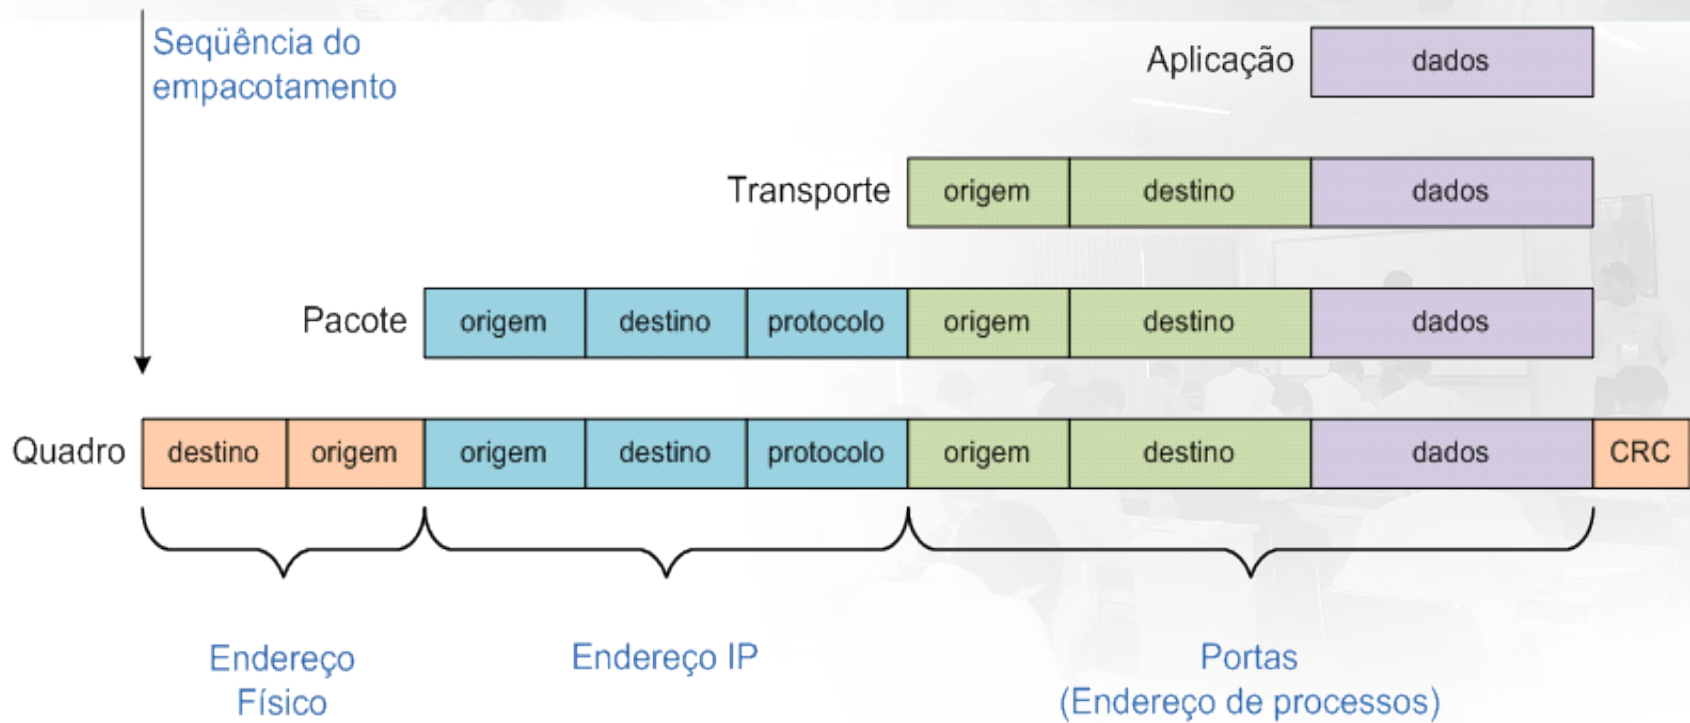 Seqüência do
empacotamento
Aplicação dados
Transporte origem destino dados
Pacote origem destino protocolo origem destino dados
Quadro destino origem origem destino protocolo origem destino dados CRC
Endereço
Físico
Endereço IP
Portas
(Endereço de processos)